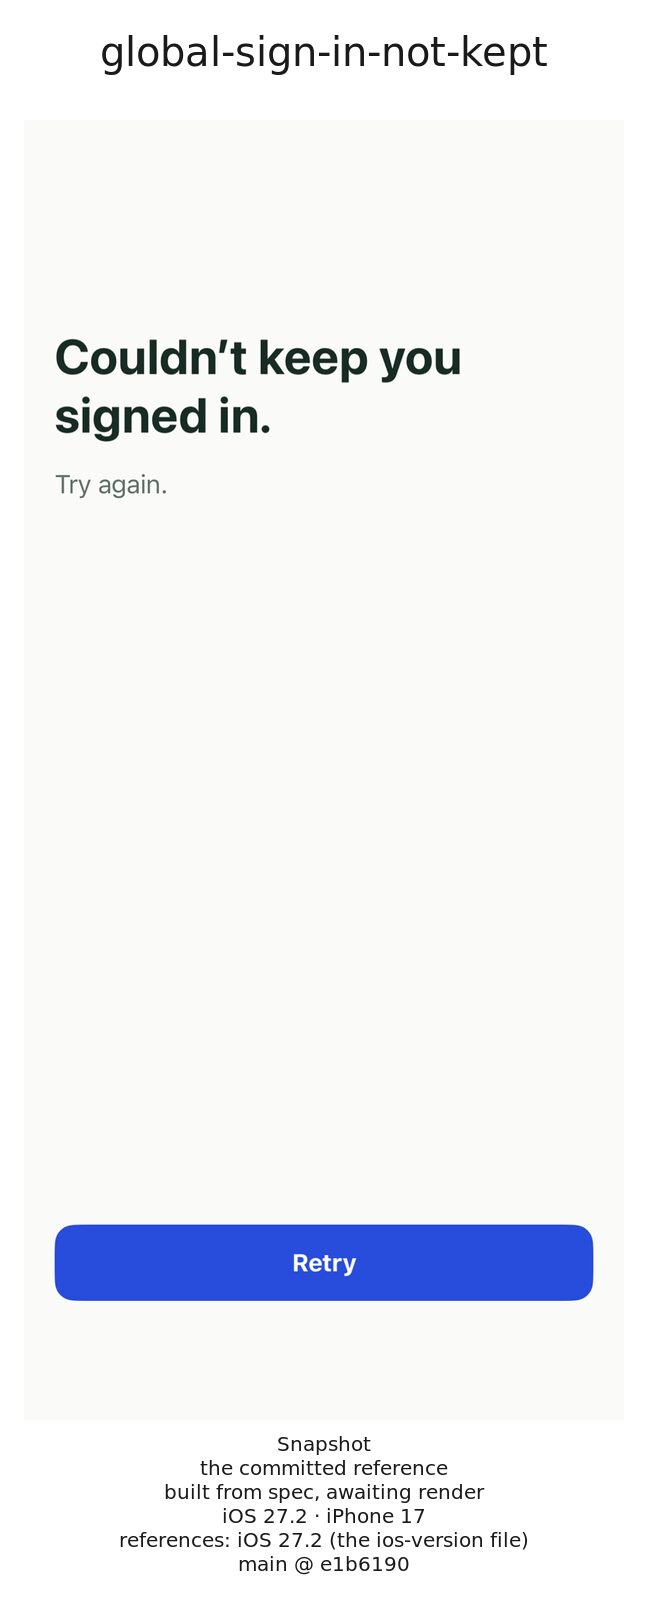 global-sign-in-not-kept
Couldn’t keep you
signed in.
Try again.
Retry
Snapshot
the committed reference
built from spec, awaiting render
iOS 27.2 · iPhone 17
references: iOS 27.2 (the ios-version file)
main @ e1b6190